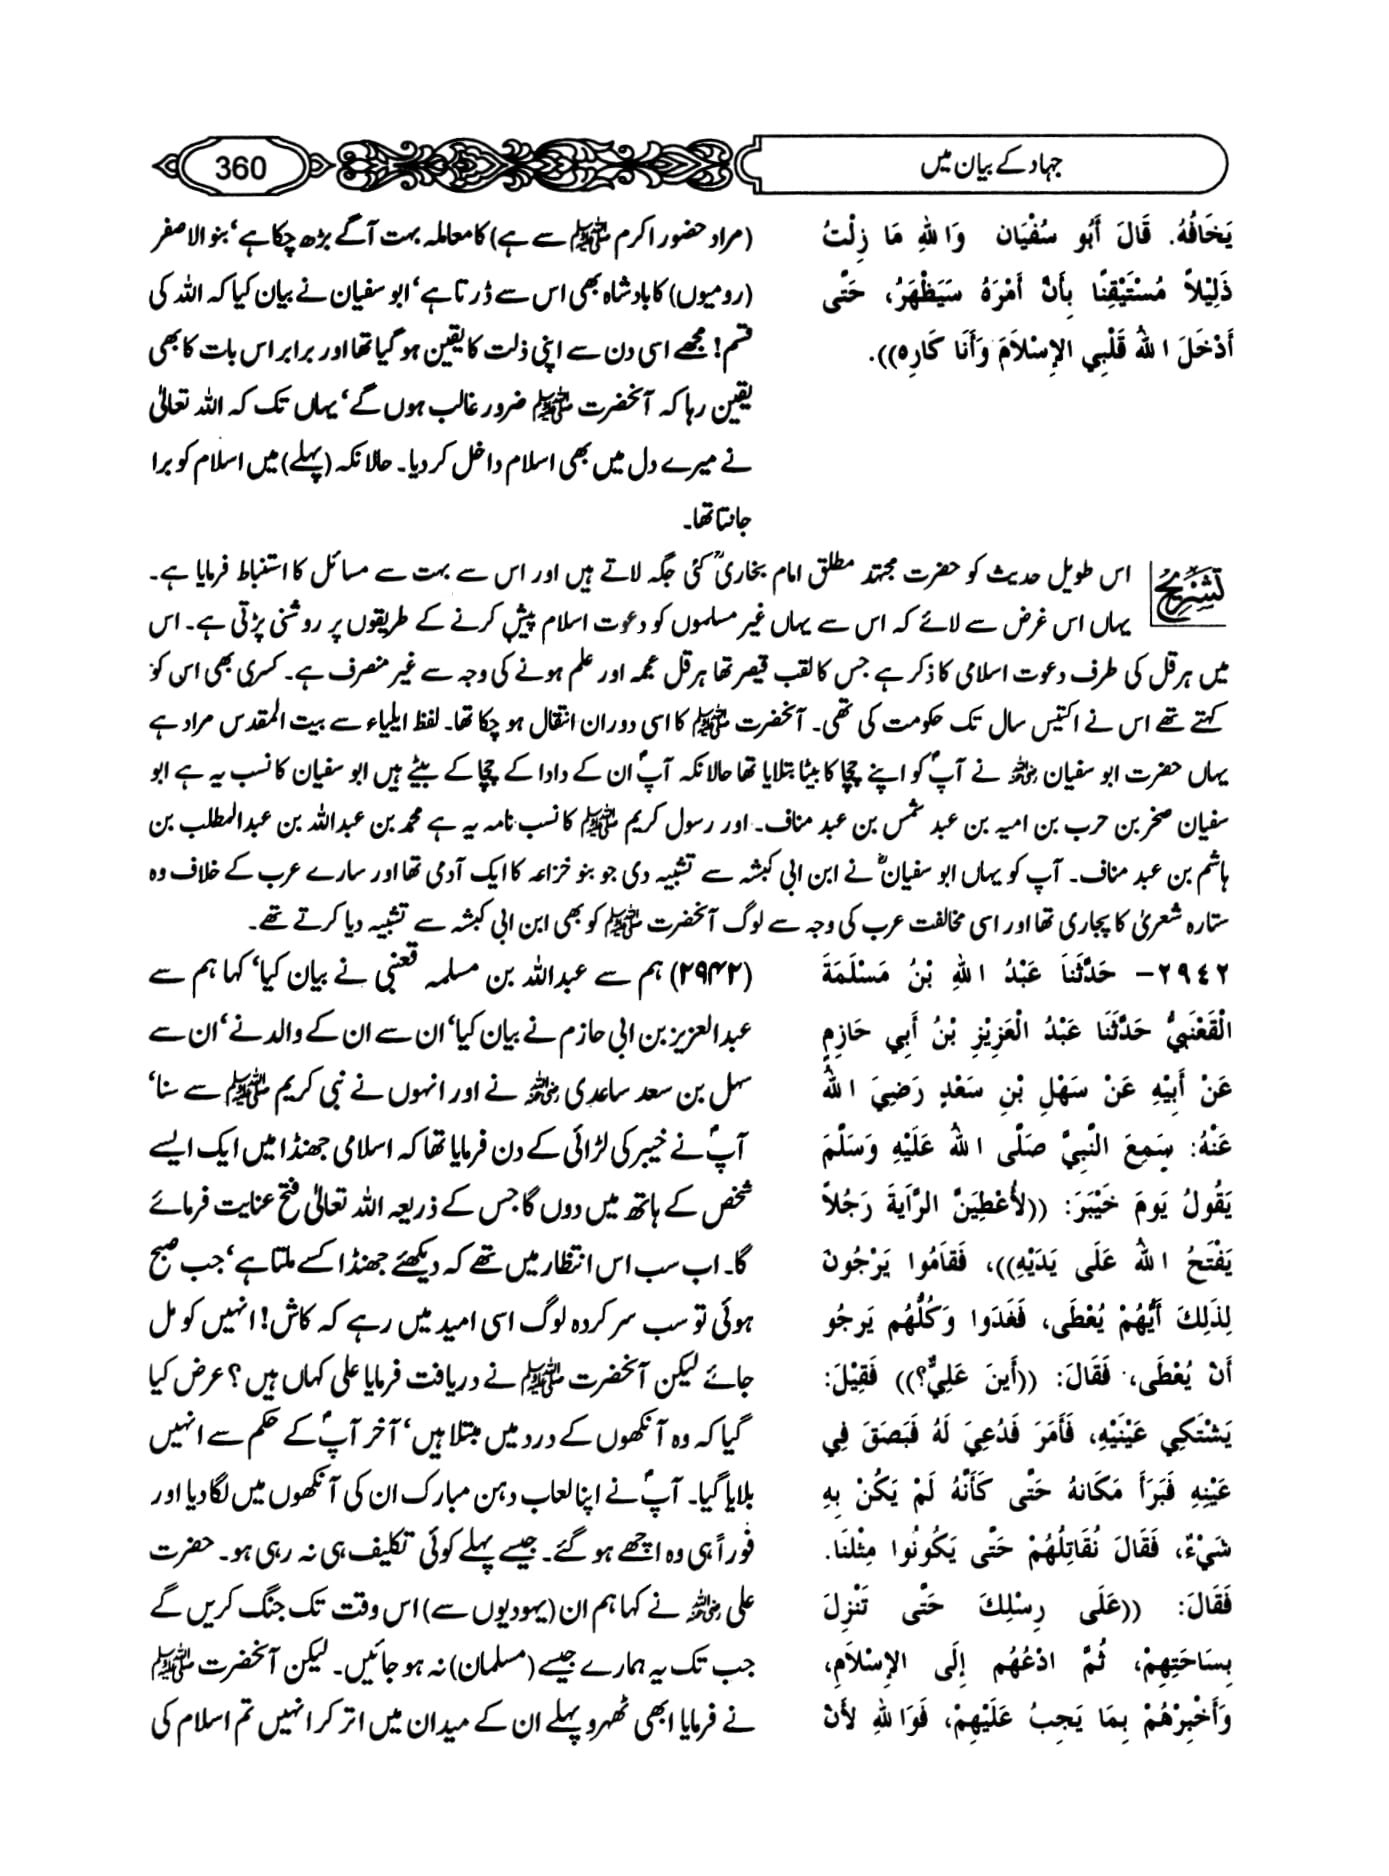 جہاد کے بیان میں
360
يَخَافُهُ. قَالَ أَبُو سُفْيَانَ وَاللهِ مَا زِلْتُ
ذَلِيْلاً مُسْتَيْقِنًا بِأَنَّ أَمْرَهُ سَيَظْهَرُ، حَتَّى
أَدْخَلَ اللهُ قَلْبِي الإِسْلاَمَ وَأَنَا كَارِهٌ)).
(مراد حضور اکرم ﷺ سے ہے) کا معاملہ بہت آگے بڑھ چکا ہے‘ بنو الاصفر
(رومیوں) کا بادشاہ بھی اس سے ڈرتا ہے‘ ابو سفیان نے بیان کیا کہ اللہ کی
قسم! مجھے اسی دن سے اپنی ذلت کا یقین ہو گیا تھا اور برابر اس بات کا بھی
یقین رہا کہ آنحضرت ﷺ ضرور غالب ہوں گے‘ یہاں تک کہ اللہ تعالیٰ
نے میرے دل میں بھی اسلام داخل کر دیا۔ حالانکہ (پہلے) میں اسلام کو برا
جانتا تھا۔
تشریح اس طویل حدیث کو حضرت مجتہد مطلق امام بخاریؒ کئی جگہ لائے ہیں اور اس سے بہت سے مسائل کا استنباط فرمایا ہے۔
یہاں اس غرض سے لائے کہ اس سے یہاں غیر مسلموں کو دعوت اسلام پیش کرنے کے طریقوں پر روشنی پڑتی ہے۔ اس
میں ہرقل کی طرف دعوت اسلامی کا ذکر ہے جس کا لقب قیصر تھا ہرقل عجمہ اور علم ہونے کی وجہ سے غیر منصرف ہے۔ کسریٰ بھی اس کو
کہتے تھے اس نے اکتیس سال تک حکومت کی تھی۔ آنحضرت ﷺ کا اسی دوران انتقال ہو چکا تھا۔ لفظ ایلیاء سے بیت المقدس مراد ہے
یہاں حضرت ابو سفیان رضی اللہ عنہ نے آپؐ کو اپنے چچا کا بیٹا بتلایا تھا حالانکہ آپؐ ان کے دادا کے چچا کے بیٹے ہیں ابو سفیان کا نسب یہ ہے ابو
سفیان صخر بن حرب بن امیہ بن عبد شمس بن عبد مناف۔ اور رسول کریم ﷺ کا نسب نامہ یہ ہے محمد بن عبداللہ بن عبدالمطلب بن
ہاشم بن عبد مناف۔ آپ کو یہاں ابو سفیانؓ نے ابن ابی کبشہ سے تشبیہ دی جو بنو خزاعہ کا ایک آدمی تھا اور سارے عرب کے خلاف وہ
ستارہ شعریٰ کا پجاری تھا اور اسی مخالفت عرب کی وجہ سے لوگ آنحضرت ﷺ کو بھی ابن ابی کبشہ سے تشبیہ دیا کرتے تھے۔
٢٩٤٢- حَدَّثَنَا عَبْدُ اللهِ بْنُ مَسْلَمَةَ
الْقَعْنَبِيُّ حَدَّثَنَا عَبْدُ الْعَزِيْزِ بْنُ أَبِي حَازِمٍ
عَنْ أَبِيْهِ عَنْ سَهْلِ بْنِ سَعْدٍ رَضِيَ اللهُ
عَنْهُ: سَمِعَ النَّبِيَّ صَلَّى اللهُ عَلَيْهِ وَسَلَّمَ
يَقُولُ يَومَ خَيْبَرَ: ((لأُعْطِيَنَّ الرَّايَةَ رَجُلاً
يَفْتَحُ اللهُ عَلَى يَدَيْهِ))، فَقَامُوا يَرْجُونَ
لِذَلِكَ أَيُّهُمْ يُعْطَى، فَغَدَوا وَكُلُّهُم يَرجُو
أَنْ يُعْطَى، فَقَالَ: ((أَينَ عَلِيٌّ؟)) فَقِيْلَ:
يَشْتَكِي عَيْنَيْهِ، فَأَمَرَ فَدُعِيَ لَهُ فَبَصَقَ فِي
عَيْنِهِ فَبَرَأَ مَكَانهُ حَتَّى كَأَنَّهُ لَمْ يَكُنْ بِهِ
شَيْءٌ، فَقَالَ نُقَاتِلُهُمْ حَتَّى يَكُونُوا مِثْلَنَا.
فَقَالَ: ((عَلَى رِسْلِكَ حَتَّى تَنْزِلَ
بِسَاحَتِهِمْ، ثُمَّ ادْعُهُم إِلَى الإِسْلاَمِ،
وَأَخْبِرْهُمْ بِمَا يَجِبُ عَلَيْهِمْ، فَوَاللهِ لأَنْ
(۲۹۴۲) ہم سے عبداللہ بن مسلمہ قعنبی نے بیان کیا‘ کہا ہم سے
عبدالعزیز بن ابی حازم نے بیان کیا‘ ان سے ان کے والد نے‘ ان سے
سہل بن سعد ساعدی رضی اللہ عنہ نے اور انہوں نے نبی کریم ﷺ سے سنا‘
آپؐ نے خیبر کی لڑائی کے دن فرمایا تھا کہ اسلامی جھنڈا میں ایک ایسے
شخص کے ہاتھ میں دوں گا جس کے ذریعہ اللہ تعالیٰ فتح عنایت فرمائے
گا۔ اب سب اس انتظار میں تھے کہ دیکھئے جھنڈا کسے ملتا ہے‘ جب صبح
ہوئی تو سب سرکردہ لوگ اسی امید میں رہے کہ کاش! انہیں کو مل
جائے لیکن آنحضرت ﷺ نے دریافت فرمایا علی کہاں ہیں؟ عرض کیا
گیا کہ وہ آنکھوں کے درد میں مبتلا ہیں‘ آخر آپؐ کے حکم سے انہیں
بلایا گیا۔ آپؐ نے اپنا لعاب دہن مبارک ان کی آنکھوں میں لگا دیا اور
فوراً ہی وہ اچھے ہو گئے۔ جیسے پہلے کوئی تکلیف ہی نہ رہی ہو۔ حضرت
علی رضی اللہ عنہ نے کہا ہم ان (یہودیوں سے) اس وقت تک جنگ کریں گے
جب تک یہ ہمارے جیسے (مسلمان) نہ ہو جائیں۔ لیکن آنحضرت ﷺ
نے فرمایا ابھی ٹھہرو پہلے ان کے میدان میں اتر کر انہیں تم اسلام کی